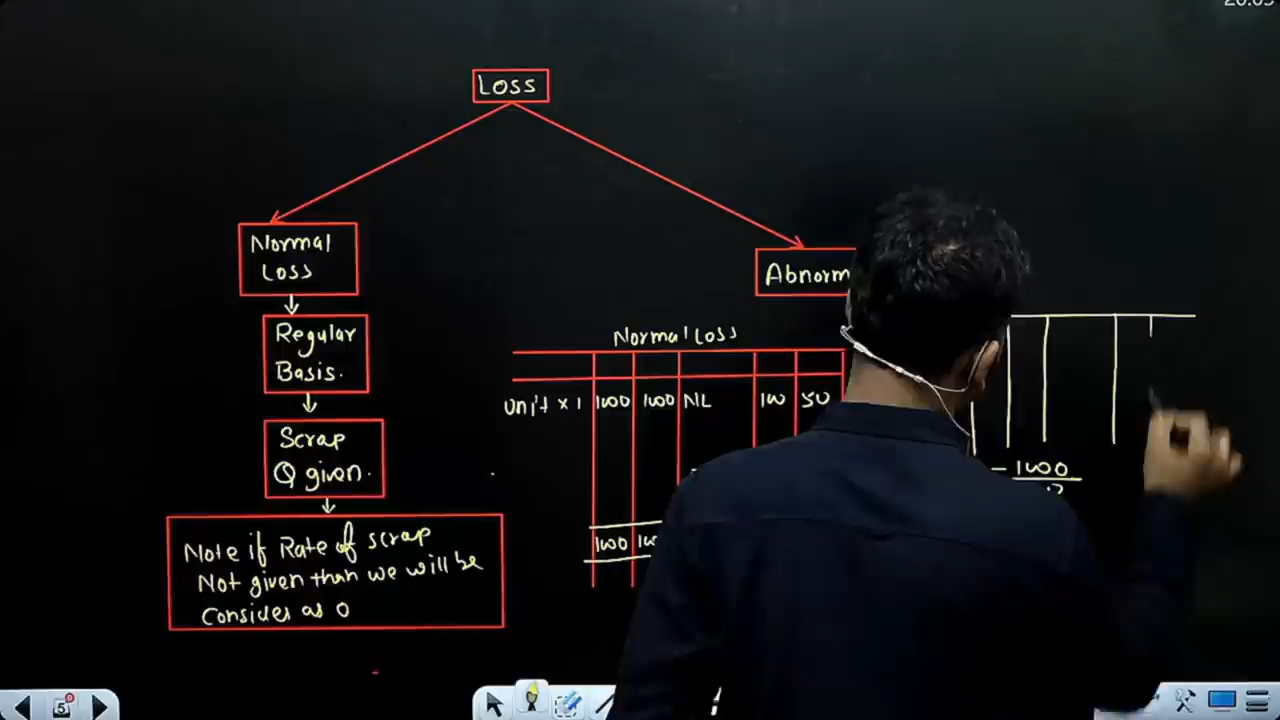 Loss
Normal
Loss
Abnorm
Regular
Basis.
Normal Loss
unit x 1 1000 1000 NL 100 50
Scrap
Q given.
- 1000
Note if Rate of scrap
Not given than we will be
Consider as 0
1000
5